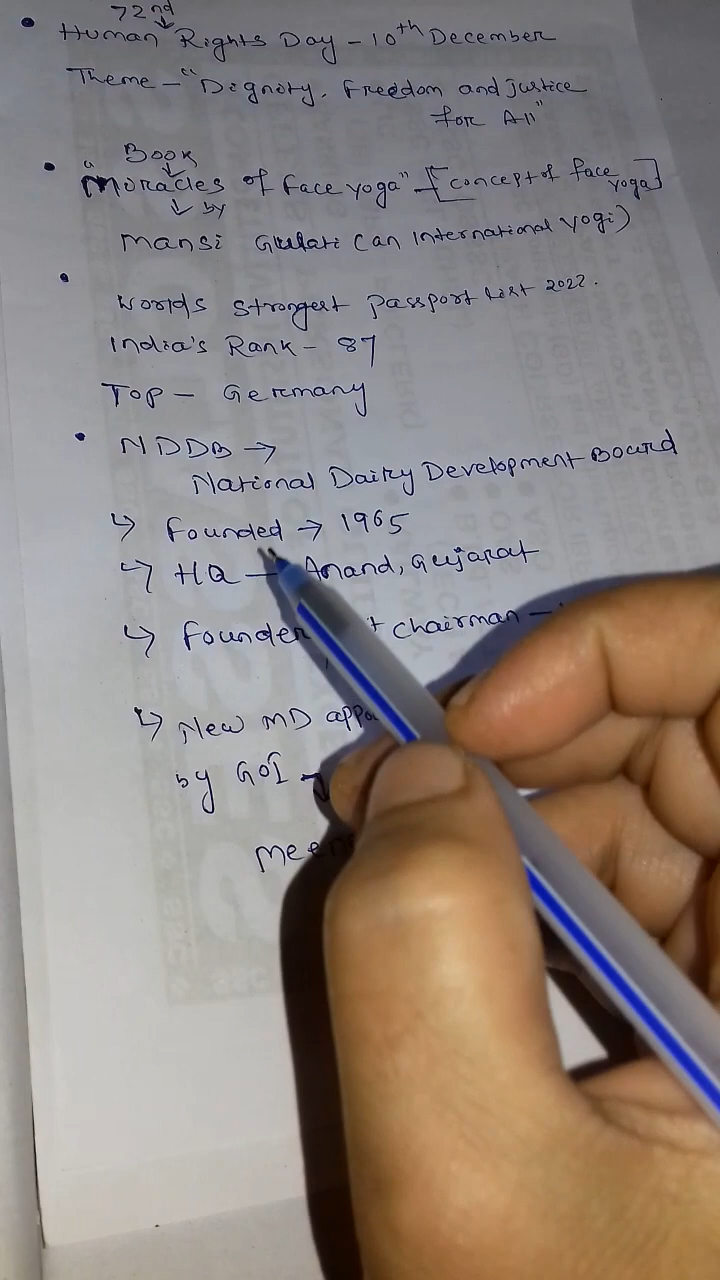 72nd
• Human Rights Day - 10th December
Theme - "Dignity, Freedom and justice
for All"
Book
• "Miracles of face yoga" - [concept of face yoga]
by
Mansi Gulati (an International yogi)
•
Worlds strongest Passport list 2022.
India's Rank - 87
Top - Germany
• NDDB →
National Dairy Development Board
↳ Founded → 1965
↳ HQ - Anand, Gujarat
↳ Founder chairman -
↳ New MD
by GOI